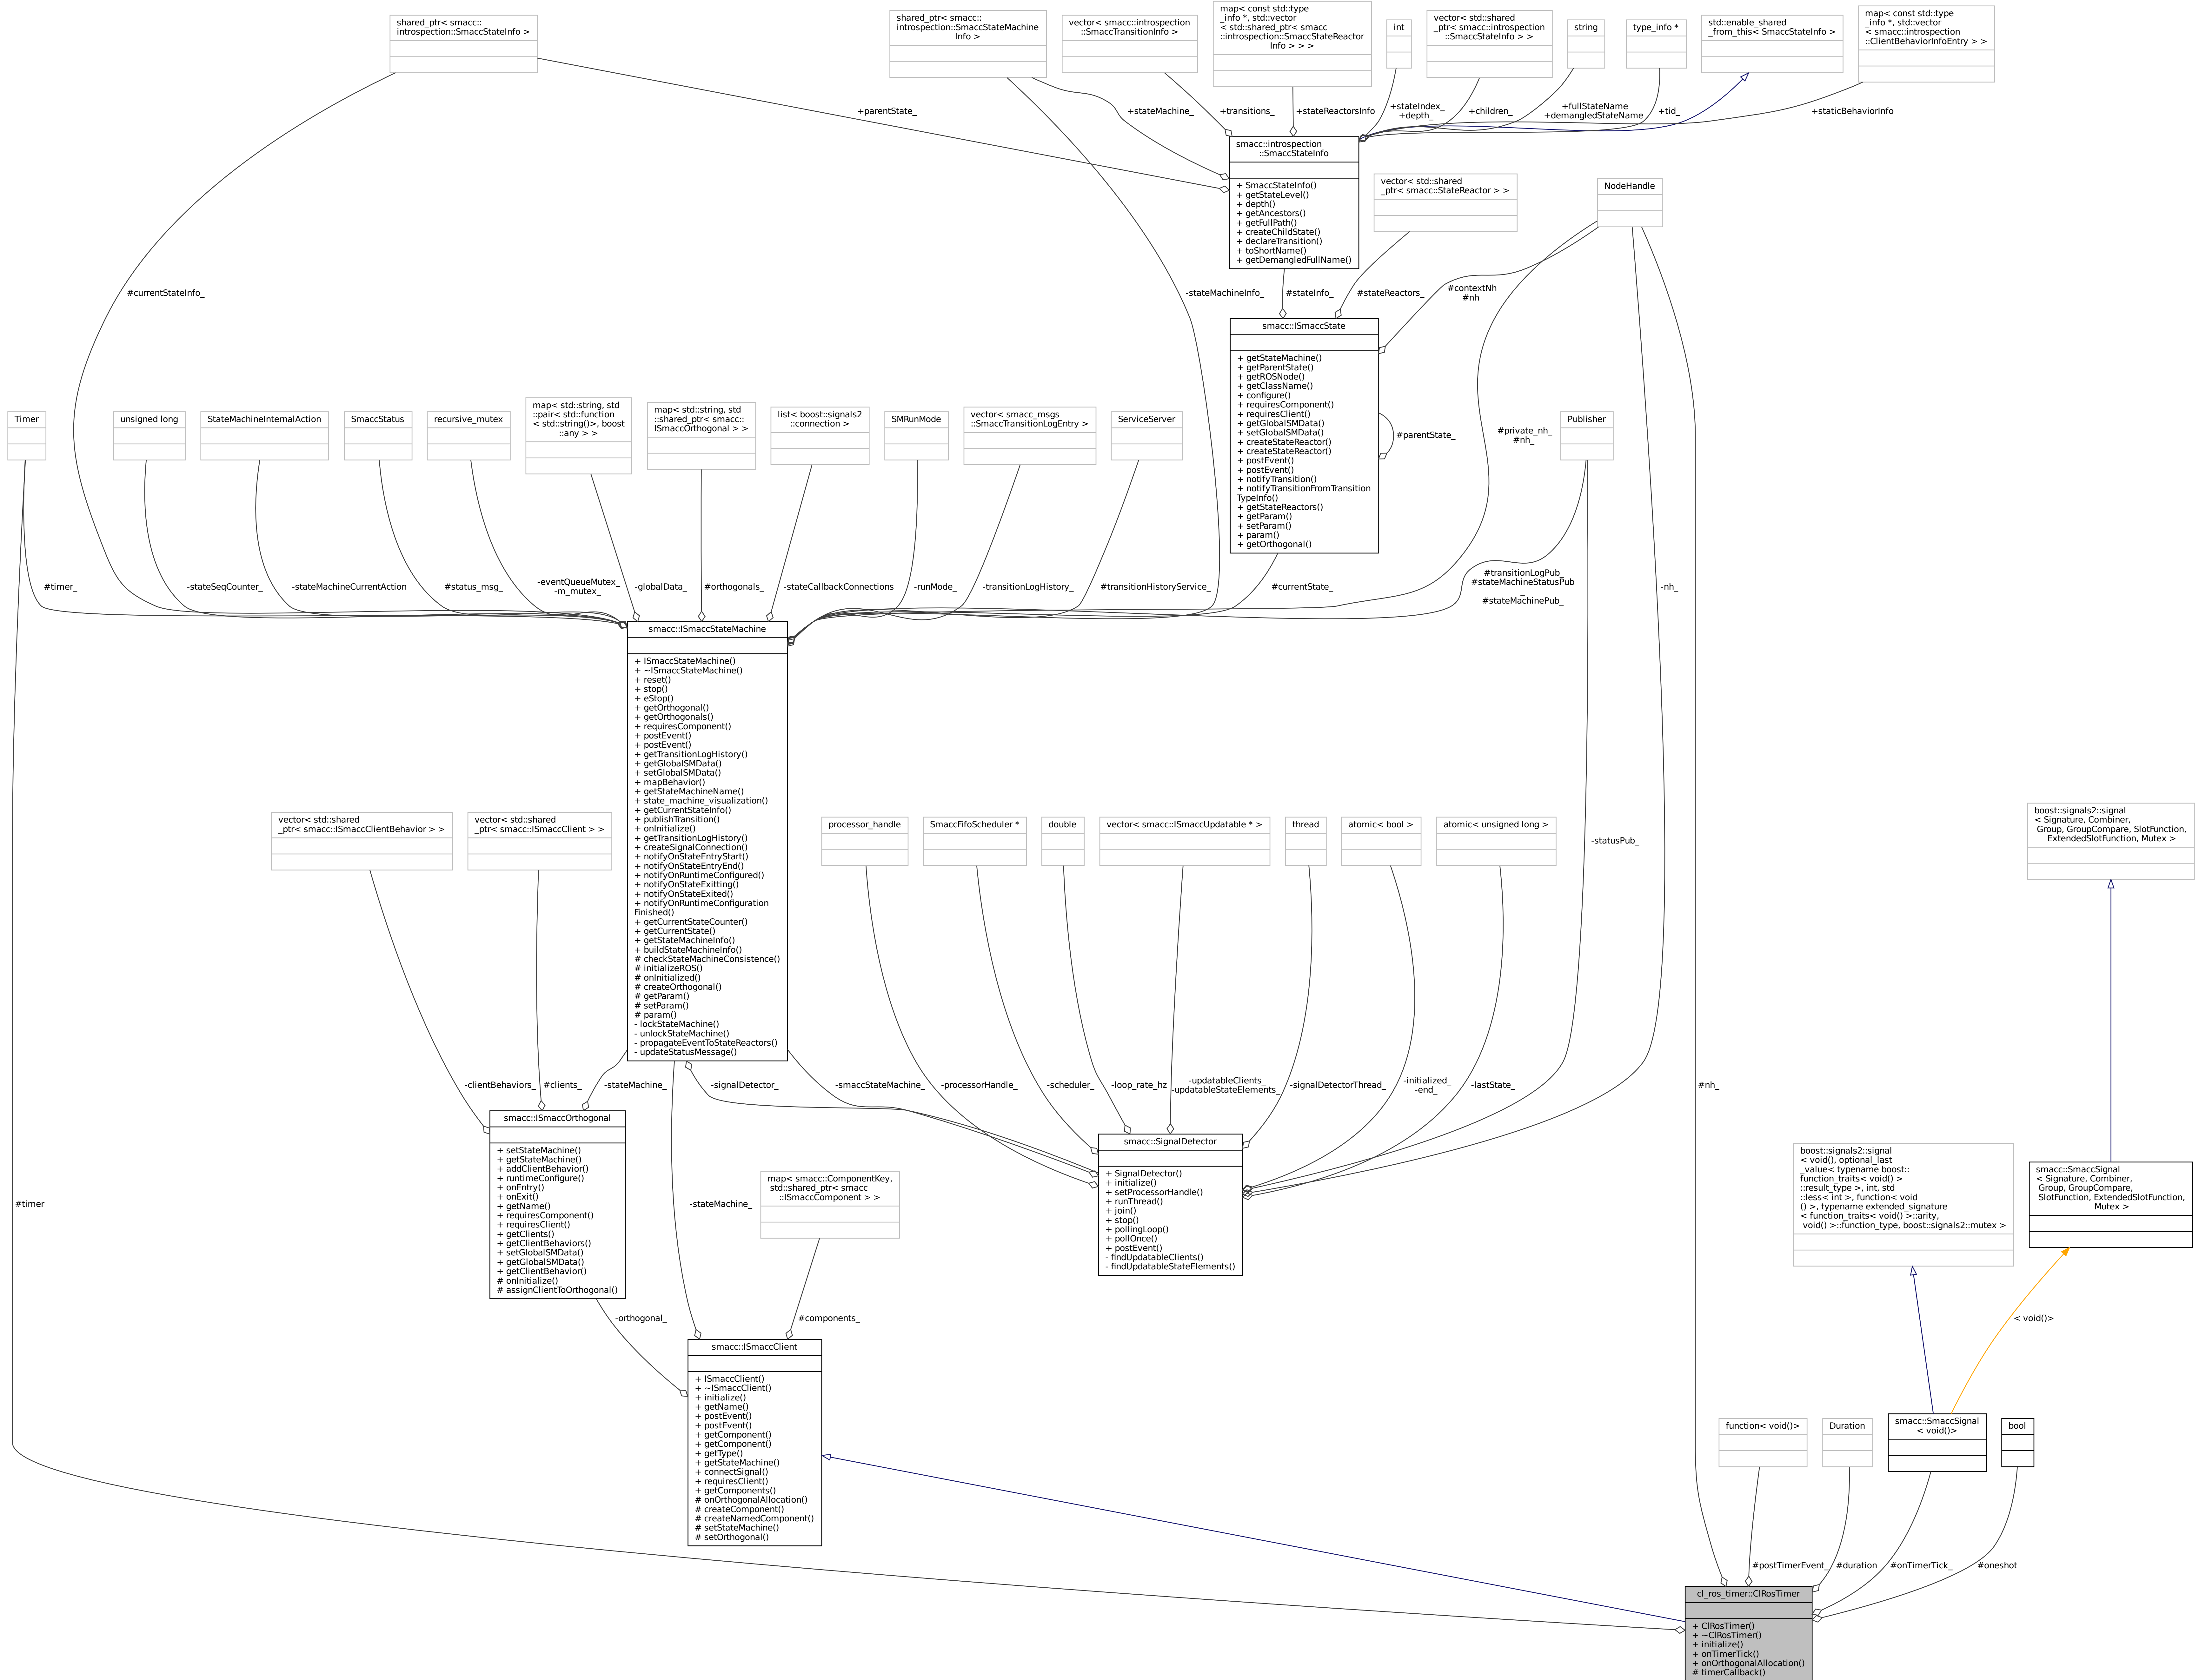 shared_ptr< smacc::
introspection::SmaccStateInfo >
shared_ptr< smacc::
introspection::SmaccStateMachine
Info >
vector< smacc::introspection
::SmaccTransitionInfo >
map< const std::type
_info *, std::vector
< std::shared_ptr< smacc
::introspection::SmaccStateReactor
Info > > >
int
vector< std::shared
_ptr< smacc::introspection
::SmaccStateInfo > >
string
type_info *
std::enable_shared
_from_this< SmaccStateInfo >
map< const std::type
_info *, std::vector
< smacc::introspection
::ClientBehaviorInfoEntry > >
+parentState_
+stateMachine_
+transitions_
+stateReactorsInfo
+stateIndex_
+depth_
+children_
+fullStateName
+demangledStateName
+tid_
+staticBehaviorInfo
smacc::introspection
::SmaccStateInfo
+ SmaccStateInfo()
+ getStateLevel()
+ depth()
+ getAncestors()
+ getFullPath()
+ createChildState()
+ declareTransition()
+ toShortName()
+ getDemangledFullName()
vector< std::shared
_ptr< smacc::StateReactor > >
NodeHandle
#currentStateInfo_
-stateMachineInfo_
#stateInfo_
#stateReactors_
#contextNh
#nh
smacc::ISmaccState
+ getStateMachine()
+ getParentState()
+ getROSNode()
+ getClassName()
+ configure()
+ requiresComponent()
+ requiresClient()
+ getGlobalSMData()
+ setGlobalSMData()
+ createStateReactor()
+ createStateReactor()
+ postEvent()
+ postEvent()
+ notifyTransition()
+ notifyTransitionFromTransition
TypeInfo()
+ getStateReactors()
+ getParam()
+ setParam()
+ param()
+ getOrthogonal()
#parentState_
#private_nh_
#nh_
Timer
unsigned long
StateMachineInternalAction
SmaccStatus
recursive_mutex
map< std::string, std
::pair< std::function
< std::string()>, boost
::any > >
map< std::string, std
::shared_ptr< smacc::
ISmaccOrthogonal > >
list< boost::signals2
::connection >
SMRunMode
vector< smacc_msgs
::SmaccTransitionLogEntry >
ServiceServer
Publisher
#timer_
-stateSeqCounter_
-stateMachineCurrentAction
#status_msg_
-eventQueueMutex_
-m_mutex_
-globalData_
#orthogonals_
-stateCallbackConnections
-runMode_
-transitionLogHistory_
#transitionHistoryService_
#currentState_
#transitionLogPub_
#stateMachineStatusPub
_
#stateMachinePub_
-nh_
smacc::ISmaccStateMachine
+ ISmaccStateMachine()
+ ~ISmaccStateMachine()
+ reset()
+ stop()
+ eStop()
+ getOrthogonal()
+ getOrthogonals()
+ requiresComponent()
+ postEvent()
+ postEvent()
+ getTransitionLogHistory()
+ getGlobalSMData()
+ setGlobalSMData()
+ mapBehavior()
+ getStateMachineName()
+ state_machine_visualization()
+ getCurrentStateInfo()
+ publishTransition()
+ onInitialize()
+ getTransitionLogHistory()
+ createSignalConnection()
+ notifyOnStateEntryStart()
+ notifyOnStateEntryEnd()
+ notifyOnRuntimeConfigured()
+ notifyOnStateExitting()
+ notifyOnStateExited()
+ notifyOnRuntimeConfiguration
Finished()
+ getCurrentStateCounter()
+ getCurrentState()
+ getStateMachineInfo()
+ buildStateMachineInfo()
# checkStateMachineConsistence()
# initializeROS()
# onInitialized()
# createOrthogonal()
# getParam()
# setParam()
# param()
- lockStateMachine()
- unlockStateMachine()
- propagateEventToStateReactors()
- updateStatusMessage()
vector< std::shared
_ptr< smacc::ISmaccClientBehavior > >
vector< std::shared
_ptr< smacc::ISmaccClient > >
processor_handle
SmaccFifoScheduler *
double
vector< smacc::ISmaccUpdatable * >
thread
atomic< bool >
atomic< unsigned long >
-statusPub_
boost::signals2::signal
< Signature, Combiner,
Group, GroupCompare, SlotFunction,
ExtendedSlotFunction, Mutex >
-clientBehaviors_
#clients_
-stateMachine_
-signalDetector_
-smaccStateMachine_
-processorHandle_
-scheduler_
-loop_rate_hz
-updatableClients_
-updatableStateElements_
-signalDetectorThread_
-initialized_
-end_
-lastState_
#nh_
smacc::ISmaccOrthogonal
+ setStateMachine()
+ getStateMachine()
+ addClientBehavior()
+ runtimeConfigure()
+ onEntry()
+ onExit()
+ getName()
+ requiresComponent()
+ requiresClient()
+ getClients()
+ getClientBehaviors()
+ setGlobalSMData()
+ getGlobalSMData()
+ getClientBehavior()
# onInitialize()
# assignClientToOrthogonal()
smacc::SignalDetector
+ SignalDetector()
+ initialize()
+ setProcessorHandle()
+ runThread()
+ join()
+ stop()
+ pollingLoop()
+ pollOnce()
+ postEvent()
- findUpdatableClients()
- findUpdatableStateElements()
boost::signals2::signal
< void(), optional_last
_value< typename boost::
function_traits< void() >
::result_type >, int, std
::less< int >, function< void
() >, typename extended_signature
< function_traits< void() >::arity,
void() >::function_type, boost::signals2::mutex >
smacc::SmaccSignal
< Signature, Combiner,
Group, GroupCompare,
SlotFunction, ExtendedSlotFunction,
Mutex >
#timer
-stateMachine_
map< smacc::ComponentKey,
std::shared_ptr< smacc
::ISmaccComponent > >
-orthogonal_
#components_
< void()>
smacc::ISmaccClient
+ ISmaccClient()
+ ~ISmaccClient()
+ initialize()
+ getName()
+ postEvent()
+ postEvent()
+ getComponent()
+ getComponent()
+ getType()
+ getStateMachine()
+ connectSignal()
+ requiresClient()
+ getComponents()
# onOrthogonalAllocation()
# createComponent()
# createNamedComponent()
# setStateMachine()
# setOrthogonal()
function< void()>
Duration
smacc::SmaccSignal
< void()>
bool
#postTimerEvent_
#duration
#onTimerTick_
#oneshot
cl_ros_timer::ClRosTimer
+ ClRosTimer()
+ ~ClRosTimer()
+ initialize()
+ onTimerTick()
+ onOrthogonalAllocation()
# timerCallback()